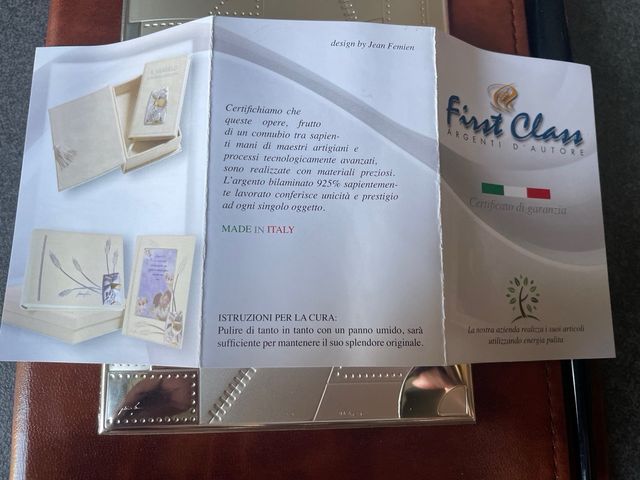 design by Jean Femien
Certifichiamo che
queste opere, frutto
di un connubio tra sapien-
ti mani di maestri artigiani e
processi tecnologicamente avanzati,
sono realizzate con materiali preziosi.
L'argento bilaminato 925% sapientemen-
te lavorato conferisce unicità e prestigio
ad ogni singolo oggetto.
MADE IN ITALY
ISTRUZIONI PER LA CURA:
Pulire di tanto in tanto con un panno umido, sarà
sufficiente per mantenere il suo splendore originale.
First Class
ARGENTI D'AUTORE
Certificato di garanzia
La nostra azienda realizza i suoi articoli
utilizzando energia pulita
IL VANGELO